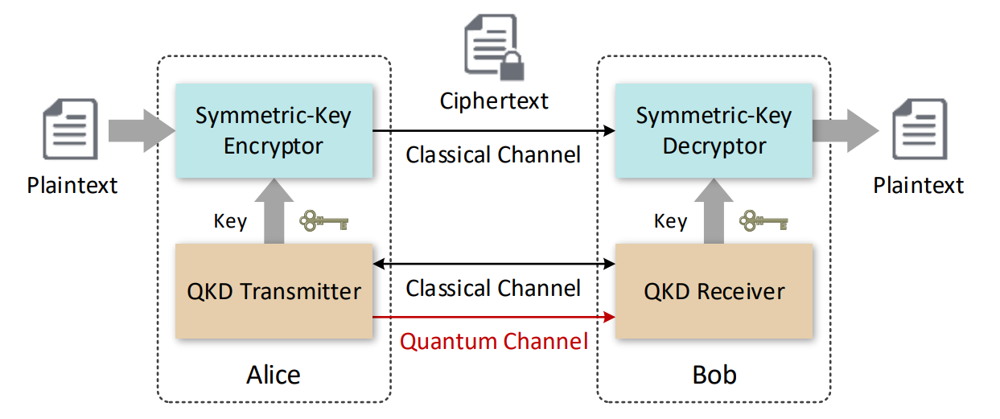 Ciphertext
Symmetric-Key
Encryptor
Symmetric-Key
Decryptor
Classical Channel
Plaintext
Plaintext
Key
Key
QKD Transmitter
Classical Channel
QKD Receiver
Quantum Channel
Alice
Bob